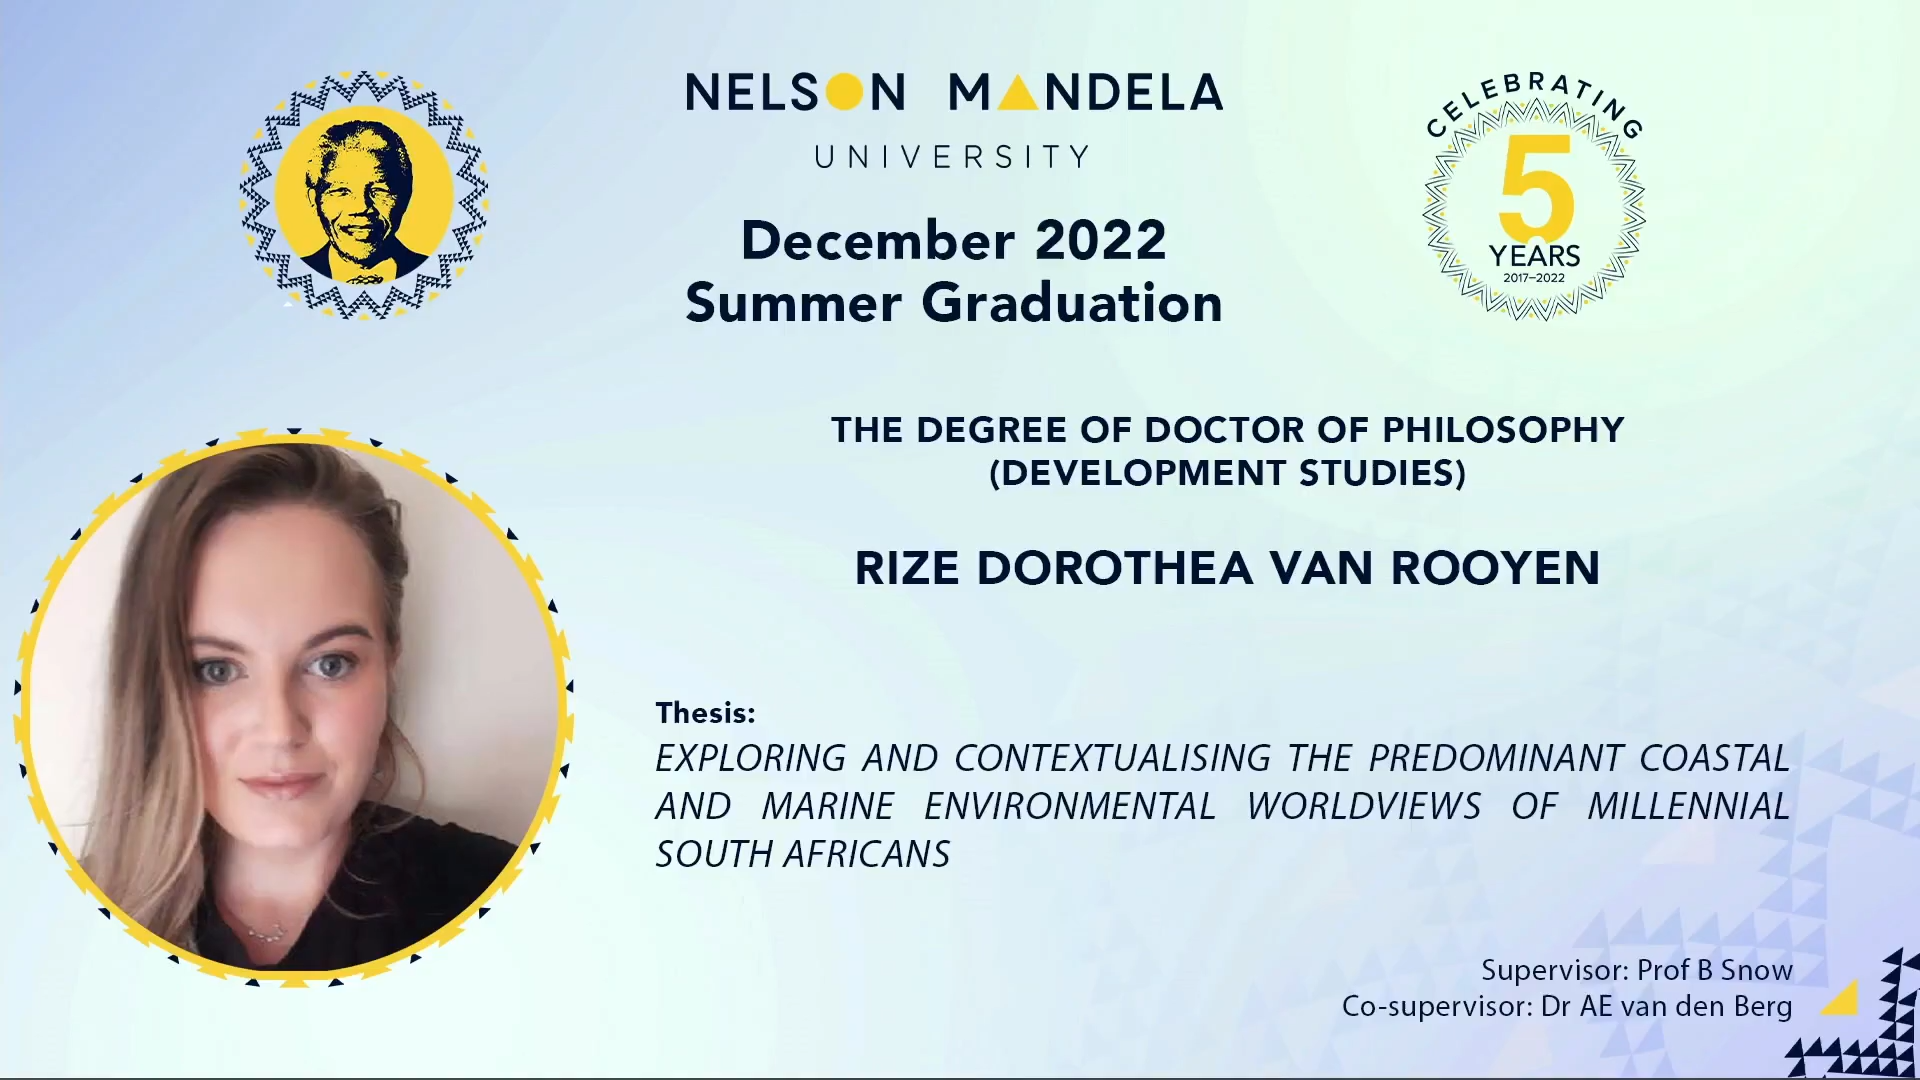 NELSON MANDELA
UNIVERSITY
December 2022
Summer Graduation
CELEBRATING
5
YEARS
2017–2022
THE DEGREE OF DOCTOR OF PHILOSOPHY
(DEVELOPMENT STUDIES)
RIZE DOROTHEA VAN ROOYEN
Thesis:
EXPLORING AND CONTEXTUALISING THE PREDOMINANT COASTAL
AND MARINE ENVIRONMENTAL WORLDVIEWS OF MILLENNIAL
SOUTH AFRICANS
Supervisor: Prof B Snow
Co-supervisor: Dr AE van den Berg